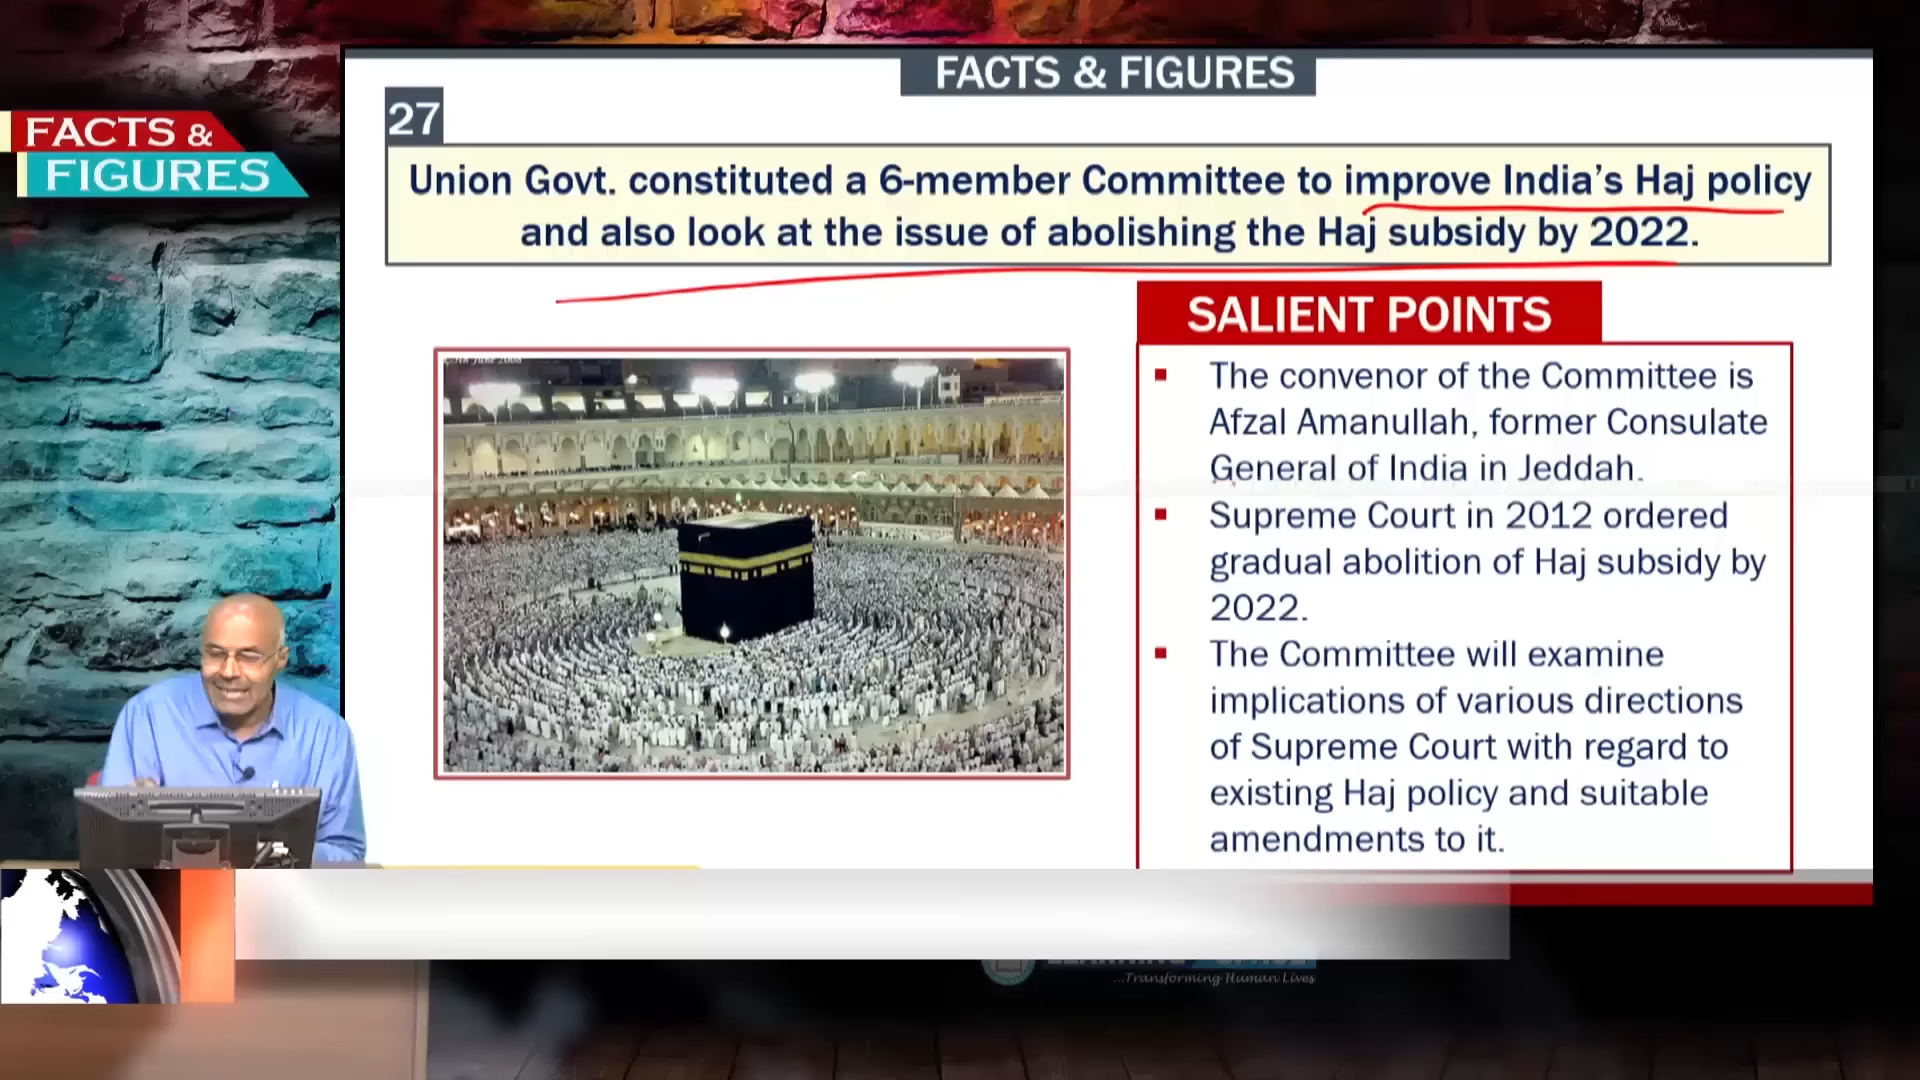 FACTS & FIGURES
27
FACTS &
FIGURES
Union Govt. constituted a 6-member Committee to improve India's Haj policy
and also look at the issue of abolishing the Haj subsidy by 2022.
SALIENT POINTS
The convenor of the Committee is
Afzal Amanullah, former Consulate
General of India in Jeddah.
Supreme Court in 2012 ordered
gradual abolition of Haj subsidy by
2022.
The Committee will examine
implications of various directions
of Supreme Court with regard to
existing Haj policy and suitable
amendments to it.
...Transforming Human Lives